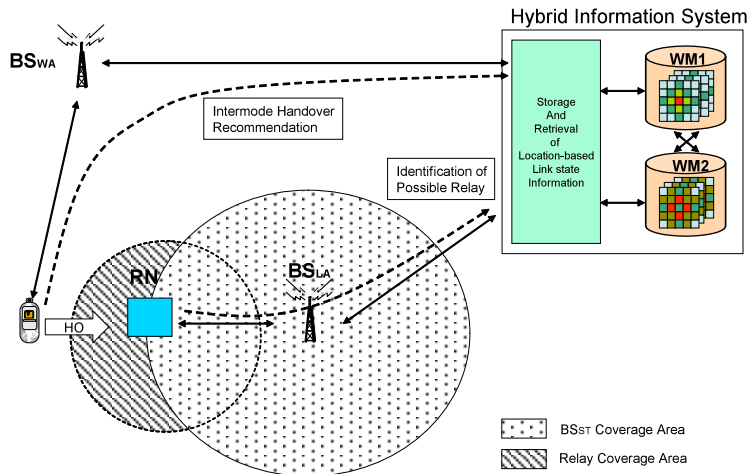 Hybrid Information System
BSWA
WM1
Intermode Handover
Recommendation
Storage
And
Retrieval
of
Location-based
Link state
Information
Identification of
Possible Relay
WM2
BSLA
RN
HO
BSST Coverage Area
Relay Coverage Area